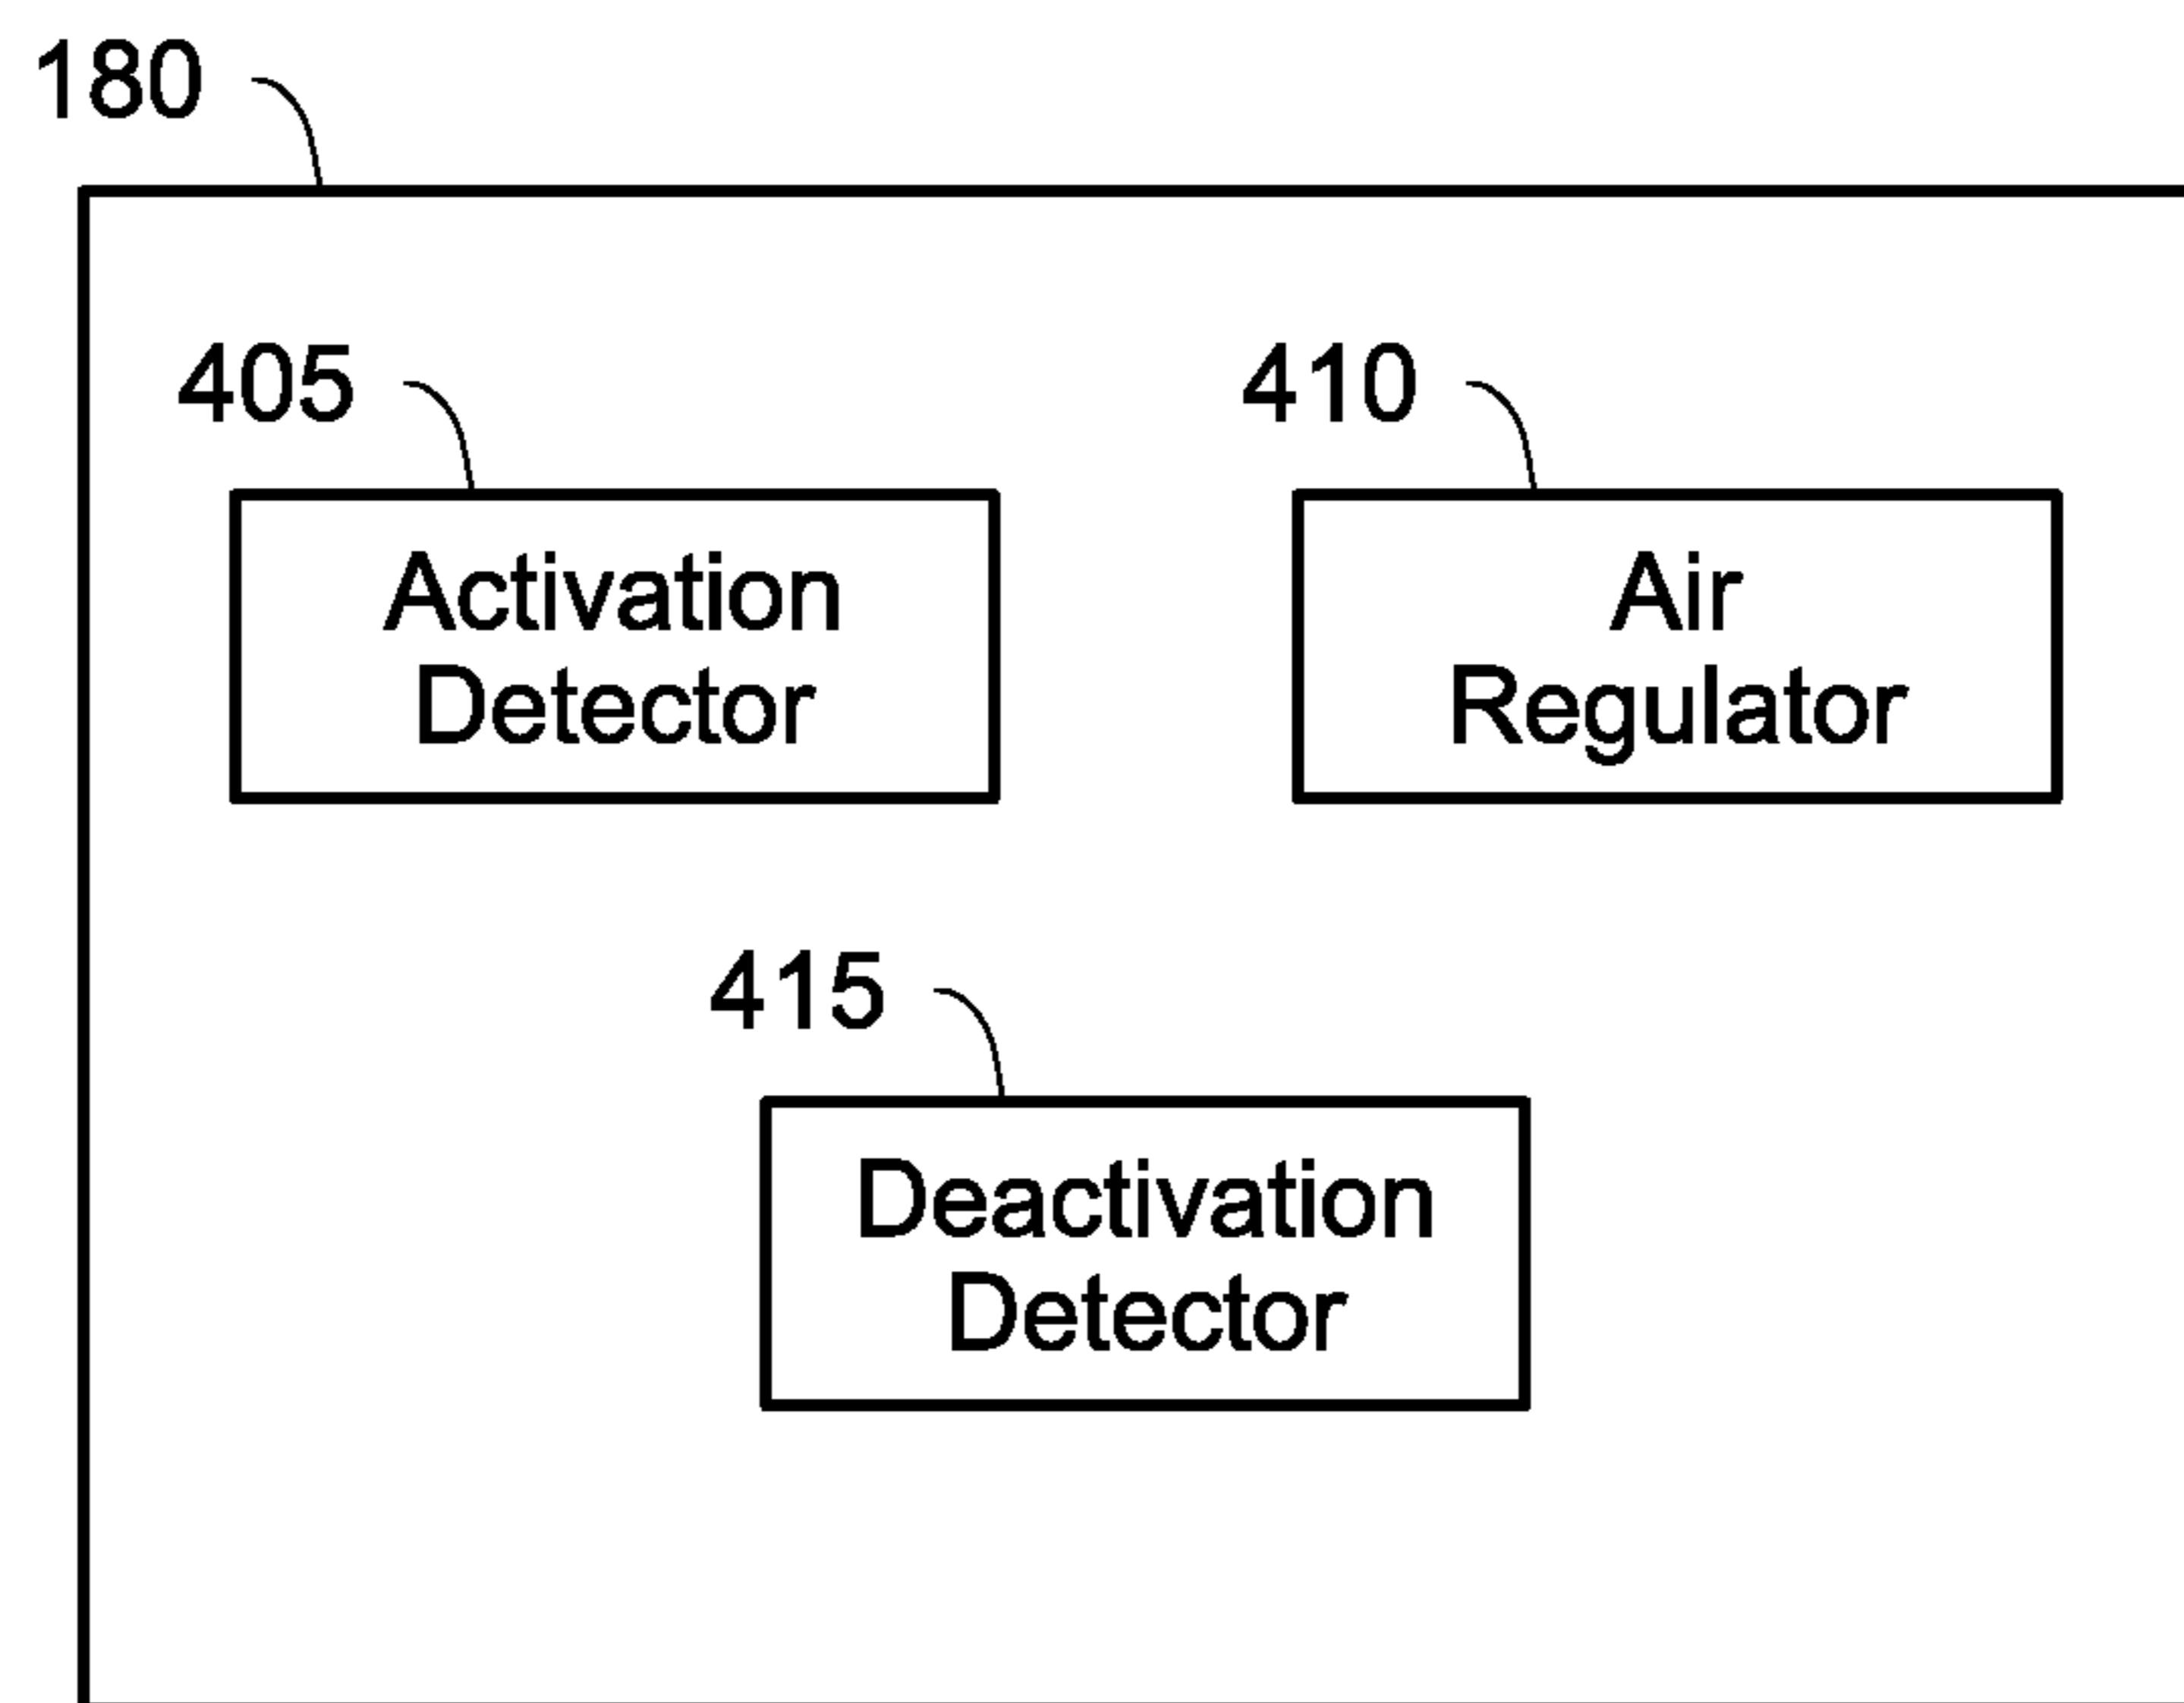 180
405
410
Activation
Detector
Air
Regulator
415
Deactivation
Detector